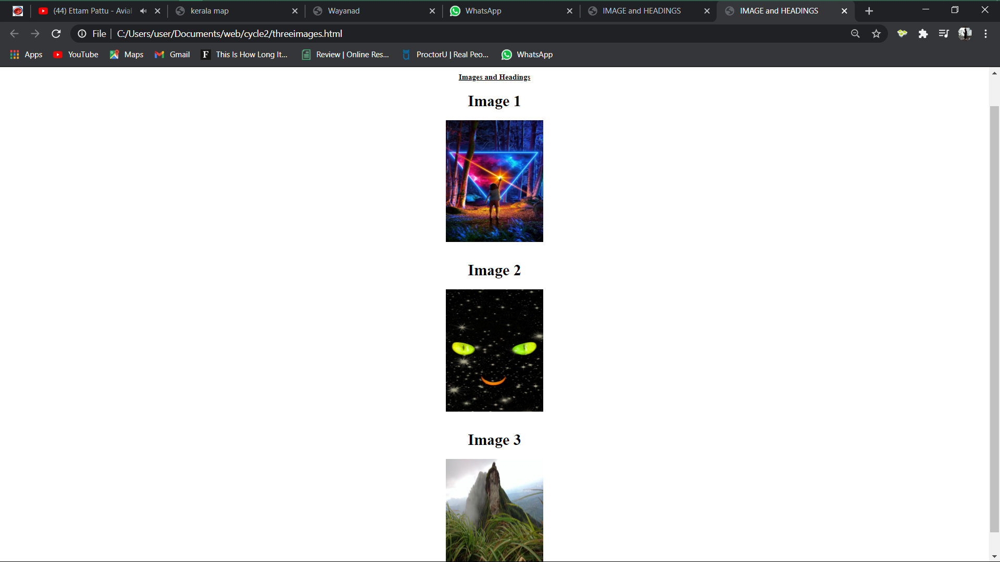 (44) Ettam Pattu - Avial
kerala map
Wayanad
WhatsApp
IMAGE and HEADINGS
IMAGE and HEADINGS
File
C:/Users/user/Documents/web/cycle2/threeimages.html
Apps
YouTube
Maps
Gmail
F
This Is How Long It...
Review | Online Res...
ProctorU | Real Peo...
WhatsApp
Images and Headings
Image 1
Image 2
Image 3